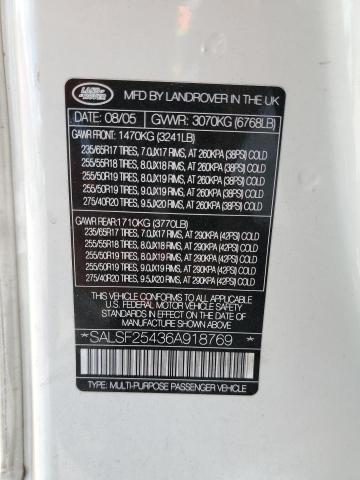 LAND
ROVER
MFD BY LANDROVER IN THE UK
DATE: 08/05 GVWR: 3070KG (6768LB)
GAWR FRONT: 1470KG (3241LB)
235/65R17 TIRES, 7.0JX17 RIMS, AT 260KPA (38PSI) COLD
255/55R18 TIRES, 8.0JX18 RIMS, AT 260KPA (38PSI) COLD
255/50R19 TIRES, 8.0JX19 RIMS, AT 260KPA (38PSI) COLD
255/50R19 TIRES, 9.0JX19 RIMS, AT 260KPA (38PSI) COLD
275/40R20 TIRES, 9.5JX20 RIMS, AT 260KPA (38PSI) COLD
GAWR REAR: 1710KG (3770LB)
235/65R17 TIRES, 7.0JX17 RIMS, AT 290KPA (42PSI) COLD
255/55R18 TIRES, 8.0JX18 RIMS, AT 290KPA (42PSI) COLD
255/50R19 TIRES, 8.0JX19 RIMS, AT 290KPA (42PSI) COLD
255/50R19 TIRES, 9.0JX19 RIMS, AT 290KPA (42PSI) COLD
275/40R20 TIRES, 9.5JX20 RIMS, AT 290KPA (42PSI) COLD
THIS VEHICLE CONFORMS TO ALL APPLICABLE
U.S. FEDERAL MOTOR VEHICLE SAFETY
STANDARDS IN EFFECT ON THE DATE OF
MANUFACTURE SHOWN ABOVE
*SALSF25436A918769*
TYPE: MULTI-PURPOSE PASSENGER VEHICLE